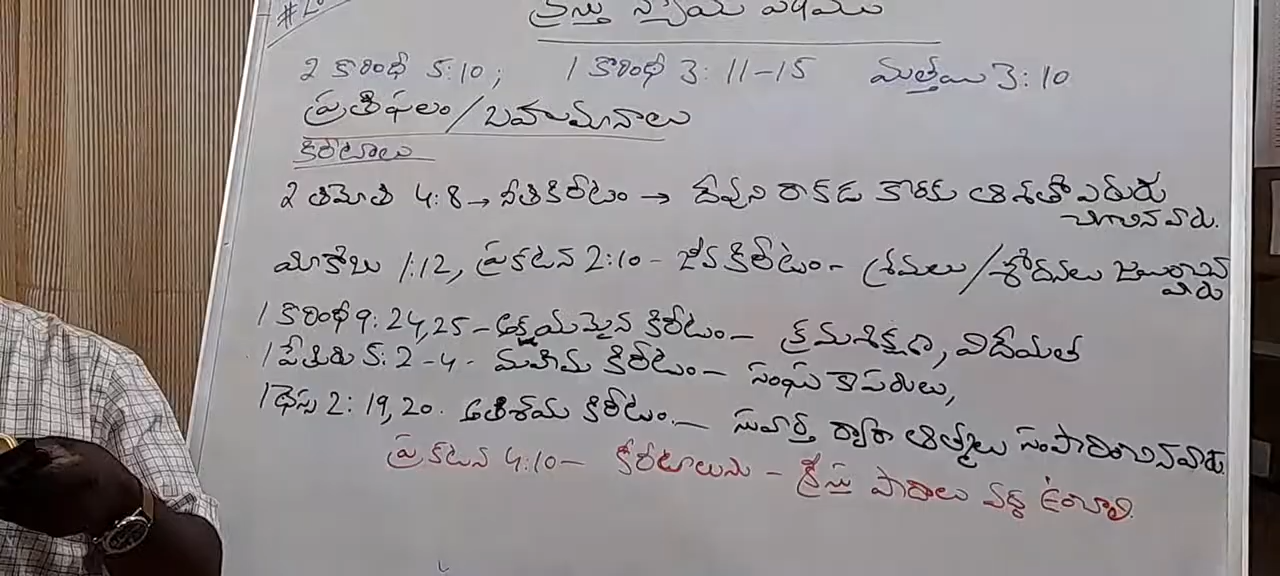 క్రీస్తు న్యాయ పీఠము
2 కొరింథీ 5:10; 1 కొరింథీ 3:11-15 మత్తయి 3:10
ప్రతిఫలం/బహుమానాలు
కిరీటాలు
2 తిమోతి 4:8 → నీతికిరీటం → దేవుని రాకడ కొరకు ఆశతో ఎదురు
చూచినవారు.
యాకోబు 1:12, ప్రకటన 2:10 - జీవకిరీటం - శ్రమలు/శోధనలు
1 కొరింథీ 9:24,25 - అక్షయమైన కిరీటం - క్రమశిక్షణ, విధేయత
1 పేతురు 5:2-4 - మహిమ కిరీటం - సంఘ కాపరులు,
1 థెస్స 2:19,20. అతిశయ కిరీటం - సువార్త ద్వారా ఆత్మలు సంపాదించినవారు
ప్రకటన 4:10 - కిరీటాలును - క్రీస్తు పాదాల వద్ద ఉంచాలి.